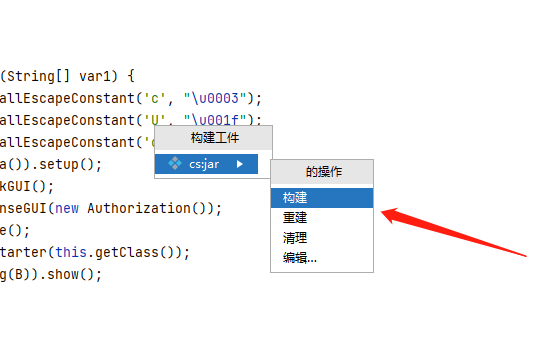 (String[] var1) {
allEscapeConstant('c', "\u0003");
allEscapeConstant('U', "\u001f");
allEscapeConstant('
构建工件
cs:jar
a()).setup();
的操作
kGUI();
构建
nseGUI(new Authorization());
重建
e();
清理
tarter(this.getClass());
编辑...
g(B)).show();